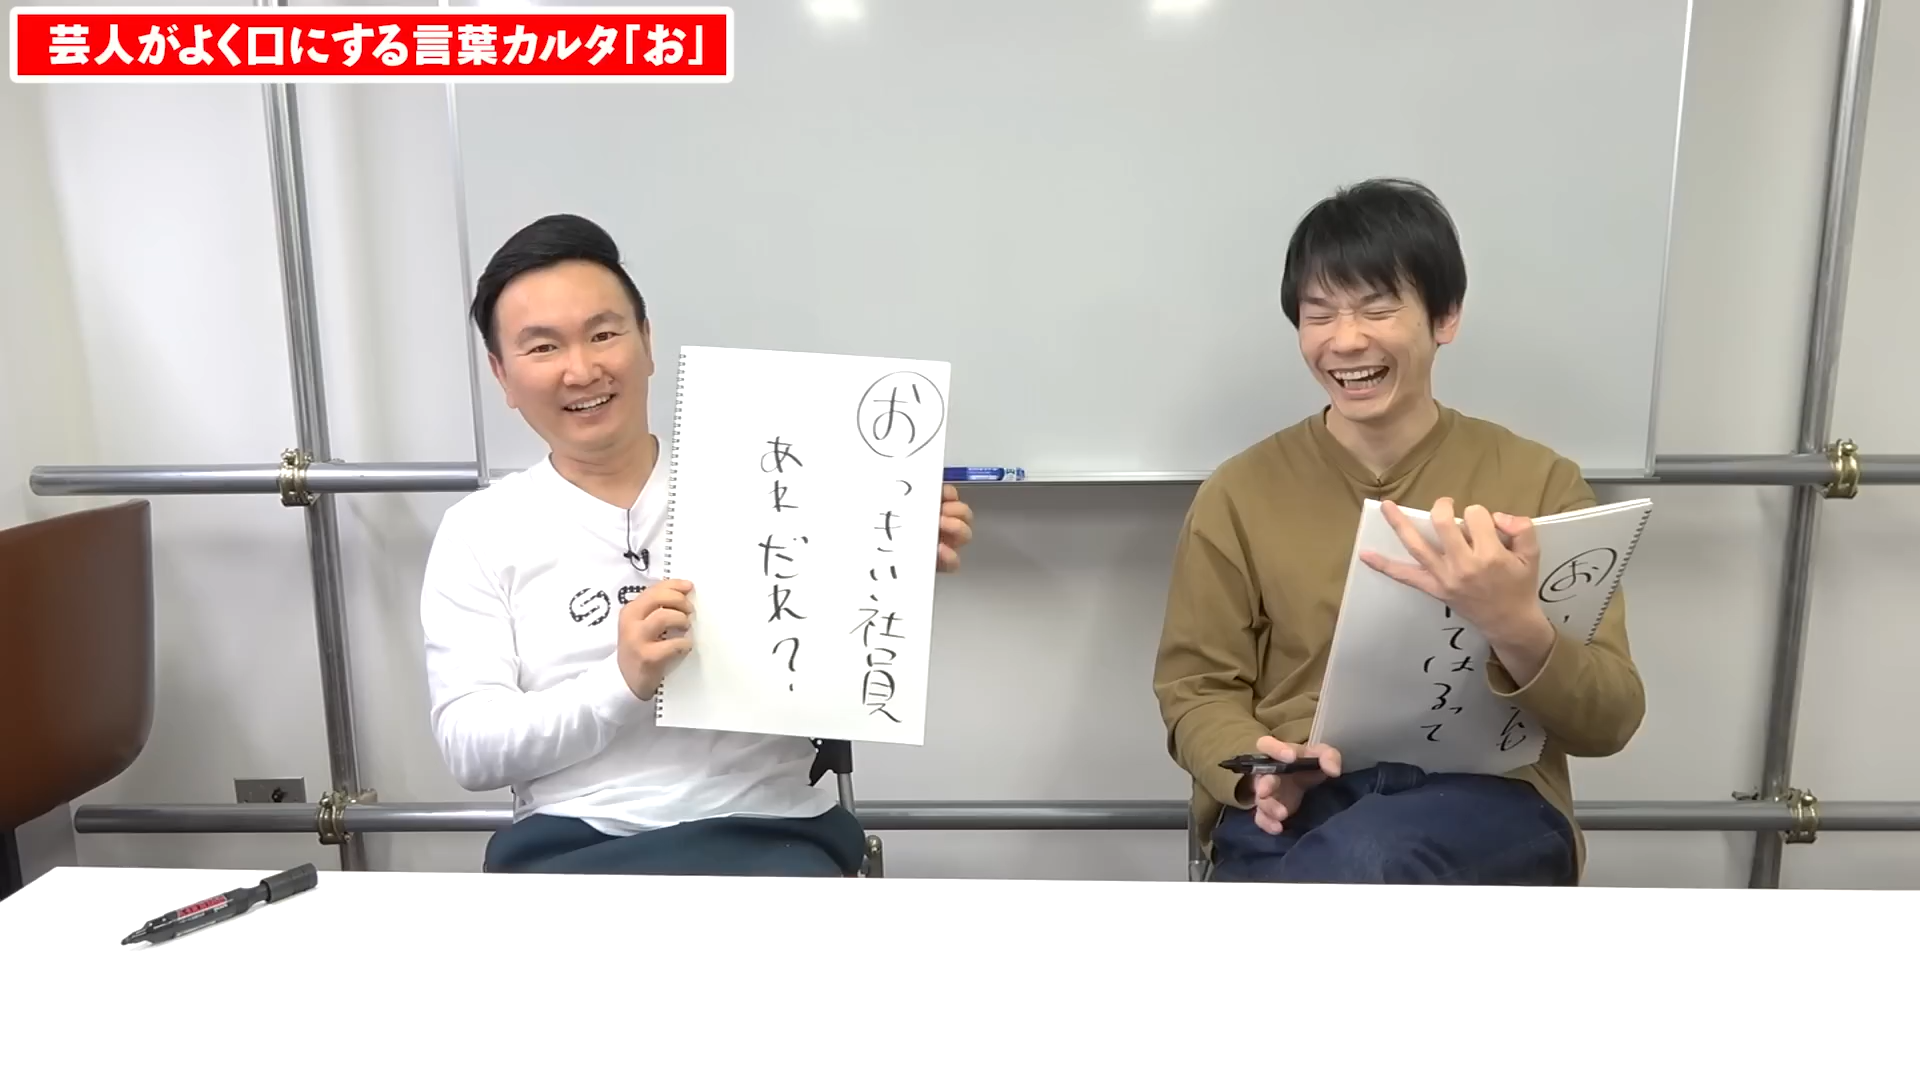 芸人がよく口にする言葉カルタ「お」
おっきい社員
あれだれ？
お
てはるって